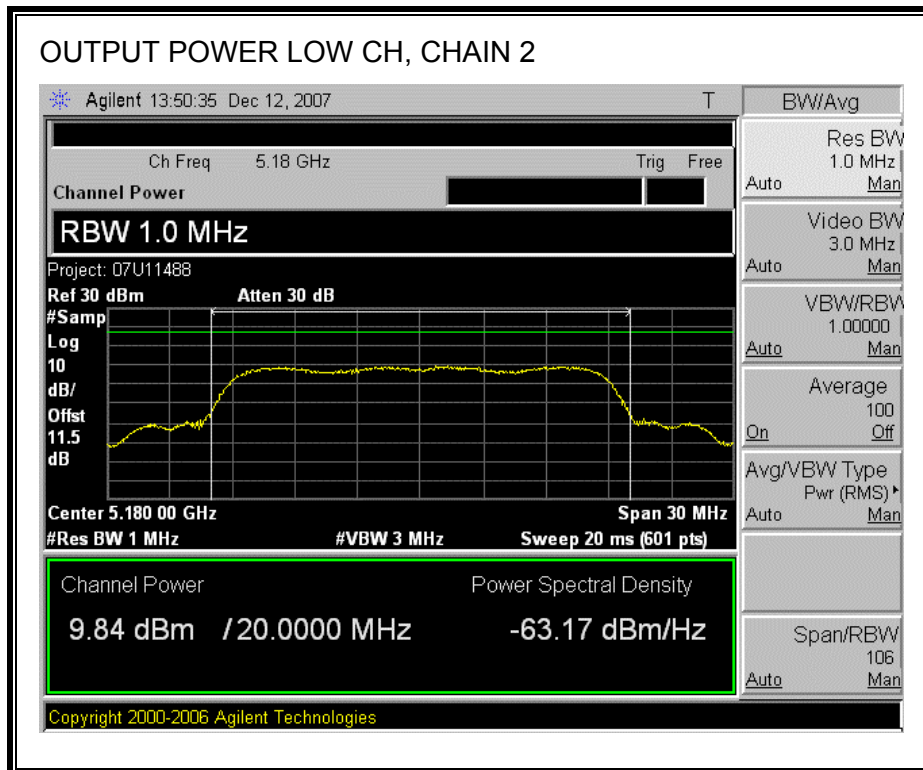 OUTPUT POWER LOW CH, CHAIN 2
Agilent 13:50:35 Dec 12, 2007 T
BW/Avg
Ch Freq 5.18 GHz Trig Free
Channel Power
RBW 1.0 MHz
Project: 07U11488
Ref 30 dBm Atten 30 dB
#Samp
Log
10
dB/
Offst
11.5
dB
Center 5.180 00 GHz Span 30 MHz
#Res BW 1 MHz #VBW 3 MHz Sweep 20 ms (601 pts)
Channel Power Power Spectral Density
9.84 dBm / 20.0000 MHz -63.17 dBm/Hz
Copyright 2000-2006 Agilent Technologies
Res BW
1.0 MHz
Auto Man
Video BW
3.0 MHz
Auto Man
VBW/RBW
1.00000
Auto Man
Average
100
On Off
Avg/VBW Type
Pwr (RMS)
Auto Man
Span/RBW
106
Auto Man